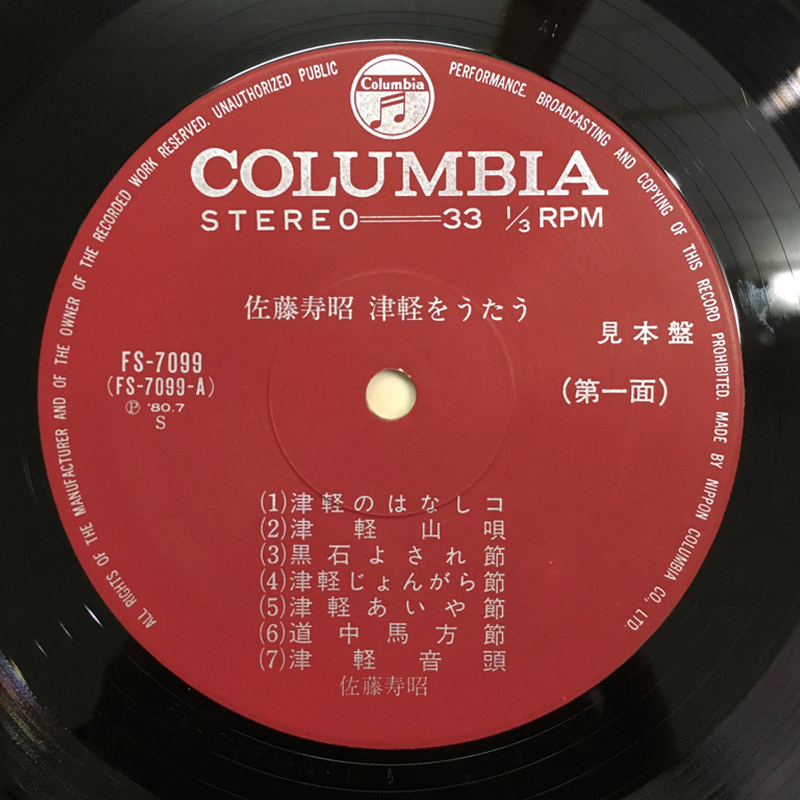 ALL RIGHTS OF THE MANUFACTURER AND OF THE OWNER OF THE RECORDED WORK RESERVED. UNAUTHORIZED PUBLIC PERFORMANCE. BROADCASTING AND COPYING OF THIS RECORD PROHIBITED. MADE BY NIPPON COLUMBIA CO., LTD.
Columbia
COLUMBIA
STEREO 33 1/3 RPM
佐藤寿昭 津軽をうたう
見本盤
FS-7099
(FS-7099-A)
Ⓟ '80.7
S
(第一面)
(1)津軽のはなしコ
(2)津軽山唄
(3)黒石よされ節
(4)津軽じょんがら節
(5)津軽あいや節
(6)道中馬方節
(7)津軽音頭
佐藤寿昭